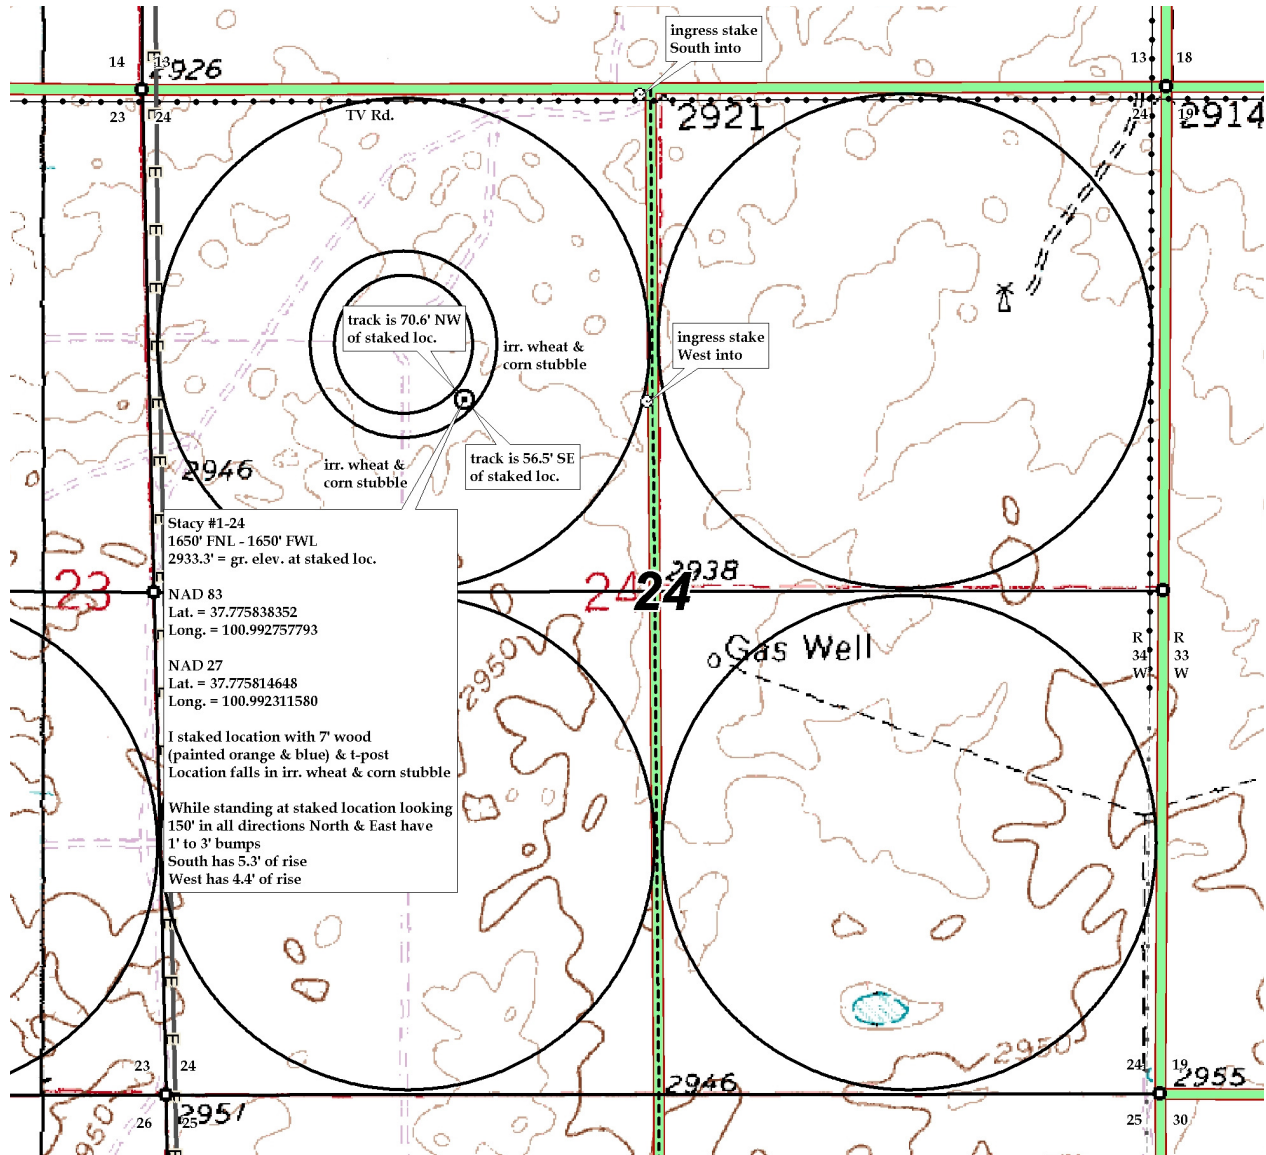 ingress stake
South into
14
13
2926
13
18
23
24
TV Rd.
2921
24
19
2914
track is 70.6' NW
of staked loc.
irr. wheat &
corn stubble
ingress stake
West into
track is 56.5' SE
of staked loc.
irr. wheat &
corn stubble
2946
Stacy #1-24
1650' FNL - 1650' FWL
2933.3' = gr. elev. at staked loc.
NAD 83
Lat. = 37.775838352
Long. = 100.992757793
NAD 27
Lat. = 37.775814648
Long. = 100.992311580
I staked location with 7' wood
(painted orange & blue) & t-post
Location falls in irr. wheat & corn stubble
While standing at staked location looking
150' in all directions North & East have
1' to 3' bumps
South has 5.3' of rise
West has 4.4' of rise
23
24
24
2938
Gas Well
2950
R
34
W
R
33
W
2950
23
24
24
19
2951
2946
2955
26
25
25
30
2950
E
E
E
E
E
E
E
E
E
E
E
E
E
E